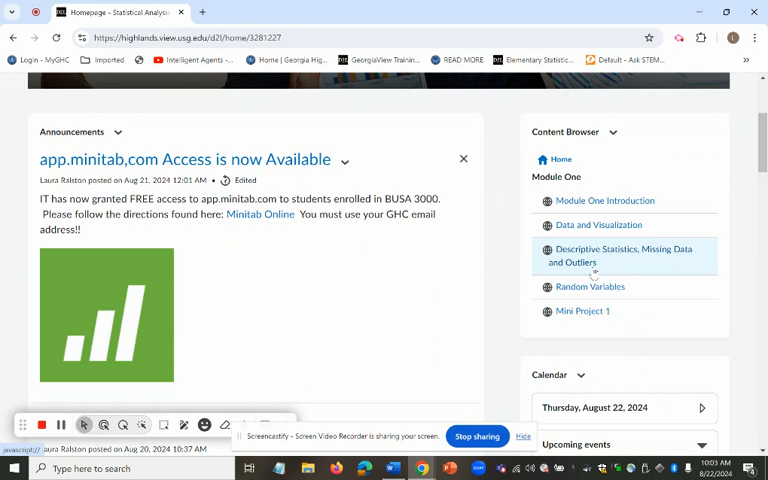 Homepage - Statistical Analysis
https://highlands.view.usg.edu/d2l/home/3281227
Login - MyGHC
Imported
Intelligent Agents -...
Home | Georgia Hig...
GeorgiaView Trainin...
READ MORE
Elementary Statistic...
Default - Ask STEM...
Announcements
app.minitab,com Access is now Available
Laura Ralston posted on Aug 21, 2024 12:01 AM • Edited
IT has now granted FREE access to app.minitab.com to students enrolled in BUSA 3000.
Please follow the directions found here: Minitab Online You must use your GHC email
address!!
Content Browser
Home
Module One
Module One Introduction
Data and Visualization
Descriptive Statistics, Missing Data
and Outliers
Random Variables
Mini Project 1
Calendar
Thursday, August 22, 2024
Upcoming events
Screencastify - Screen Video Recorder is sharing your screen.
Stop sharing
Hide
javascript://
aura Ralston posted on Aug 20, 2024 10:37 AM
Type here to search
10:03 AM
8/22/2024